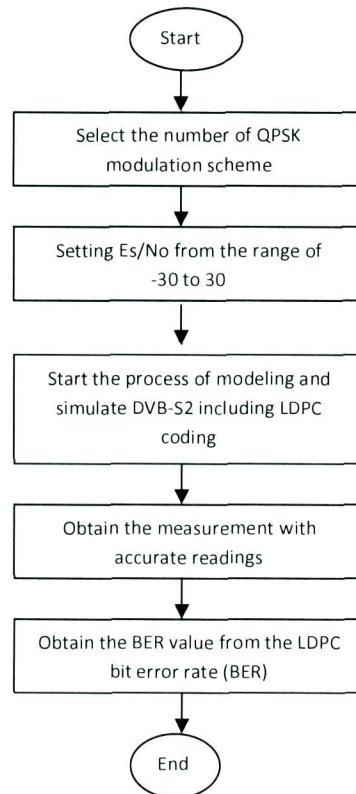 Start
Select the number of QPSK
modulation scheme
Setting Es/No from the range of
-30 to 30
Start the process of modeling and
simulate DVB-S2 including LDPC
coding
Obtain the measurement with
accurate readings
Obtain the BER value from the LDPC
bit error rate (BER)
End